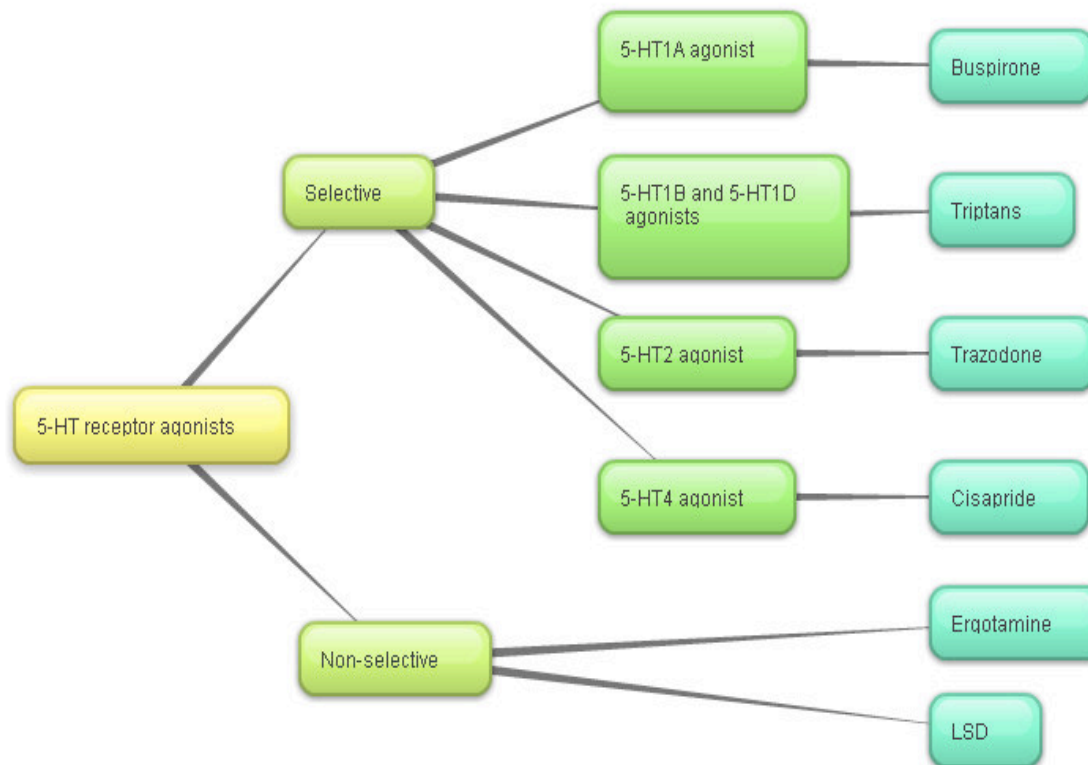 5-HT1A agonist
Buspirone
Selective
5-HT1B and 5-HT1D
agonists
Triptans
5-HT2 agonist
Trazodone
5-HT receptor agonists
5-HT4 agonist
Cisapride
Ergotamine
Non-selective
LSD